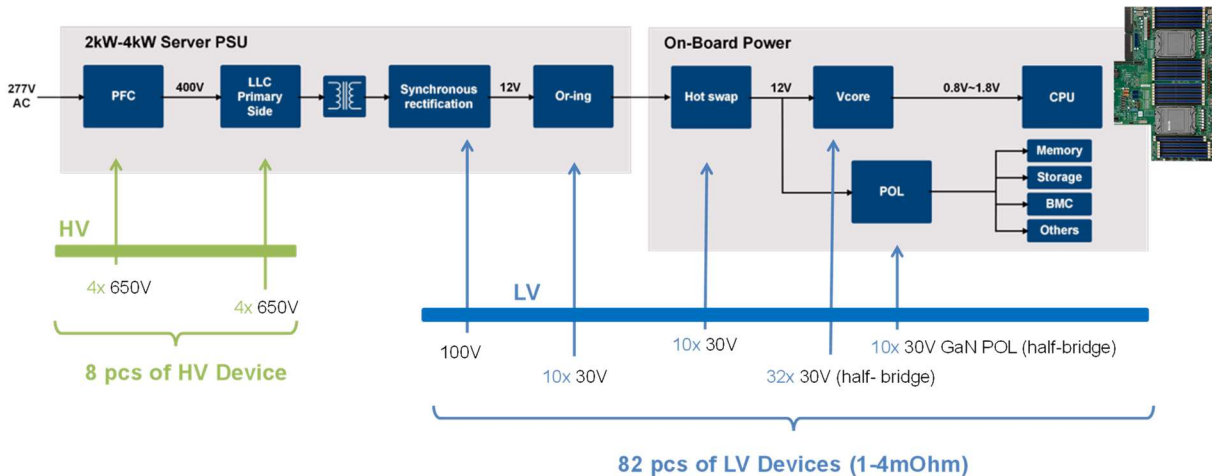 2kW-4kW Server PSU
On-Board Power
277V
AC
PFC
400V
LLC
Primary
Side
Synchronous
rectification
12V
Or-ing
Hot swap
12V
Vcore
0.8V~1.8V
CPU
POL
Memory
Storage
BMC
Others
HV
4x 650V
4x 650V
8 pcs of HV Device
LV
100V
10x 30V
10x 30V
32x 30V (half- bridge)
10x 30V GaN POL (half-bridge)
82 pcs of LV Devices (1-4mOhm)